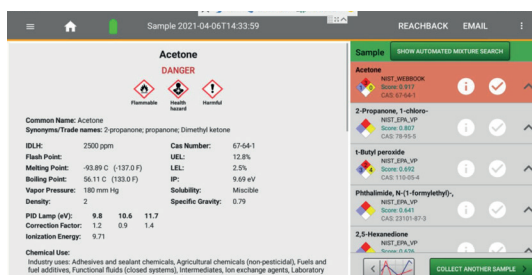 Sample 2021-04-06T14:33:59
REACHBACK EMAIL
Acetone
DANGER
Flammable Health hazard Harmful
Common Name: Acetone
Synonyms/Trade names: 2-propanone; propanone; Dimethyl ketone
IDLH: 2500 ppm Cas Number: 67-64-1
Flash Point: UEL: 12.8%
Melting Point: -93.89 C (-137.0 F) LEL: 2.5%
Boiling Point: 56.11 C (133.0 F) IP: 9.69 eV
Vapor Pressure: 180 mm Hg Solubility: Miscible
Density: 2 Specific Gravity: 0.79
PID Lamp (eV): 9.8 10.6 11.7
Correction Factor: 1.2 0.9 1.4
Ionization Energy: 9.71
Chemical Use:
Industry uses: Adhesives and sealant chemicals, Agricultural chemicals (non-pesticidal), Fuels and
fuel additives, Functional fluids (closed systems), Intermediates, Ion exchange agents, Laboratory
Sample SHOW AUTOMATED MIXTURE SEARCH
Acetone
NIST_WEBBOOK
Score: 0.917
CAS: 67-64-1
2-Propanone, 1-chloro-
NIST_EPA_VP
Score: 0.807
CAS: 78-95-5
t-Butyl peroxide
NIST_EPA_VP
Score: 0.692
CAS: 110-05-4
Phthalimide, N-(1-formylethyl)-,
NIST_EPA_VP
Score: 0.641
CAS: 23101-87-3
2,5-Hexanedione
NIST_EPA_VP
COLLECT ANOTHER SAMPLE